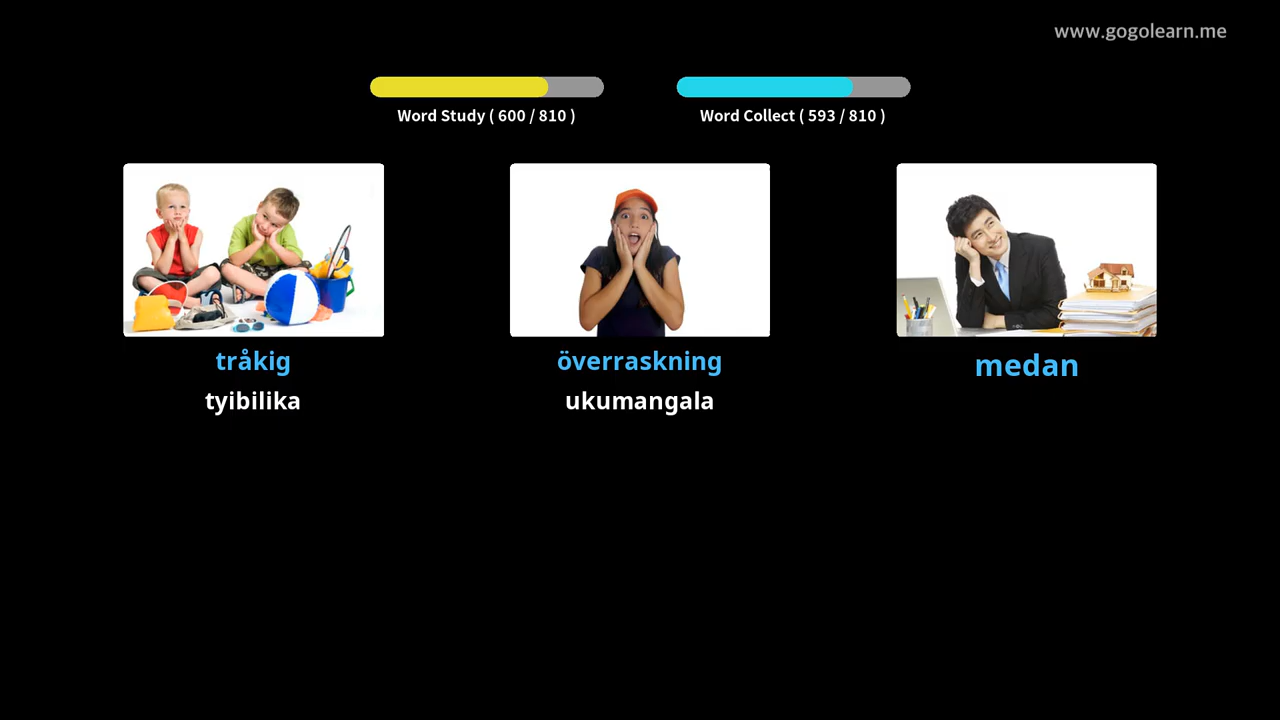 www.gogolearn.me
Word Study ( 600 / 810 )
Word Collect ( 593 / 810 )
tråkig
överraskning
medan
tyibilika
ukumangala